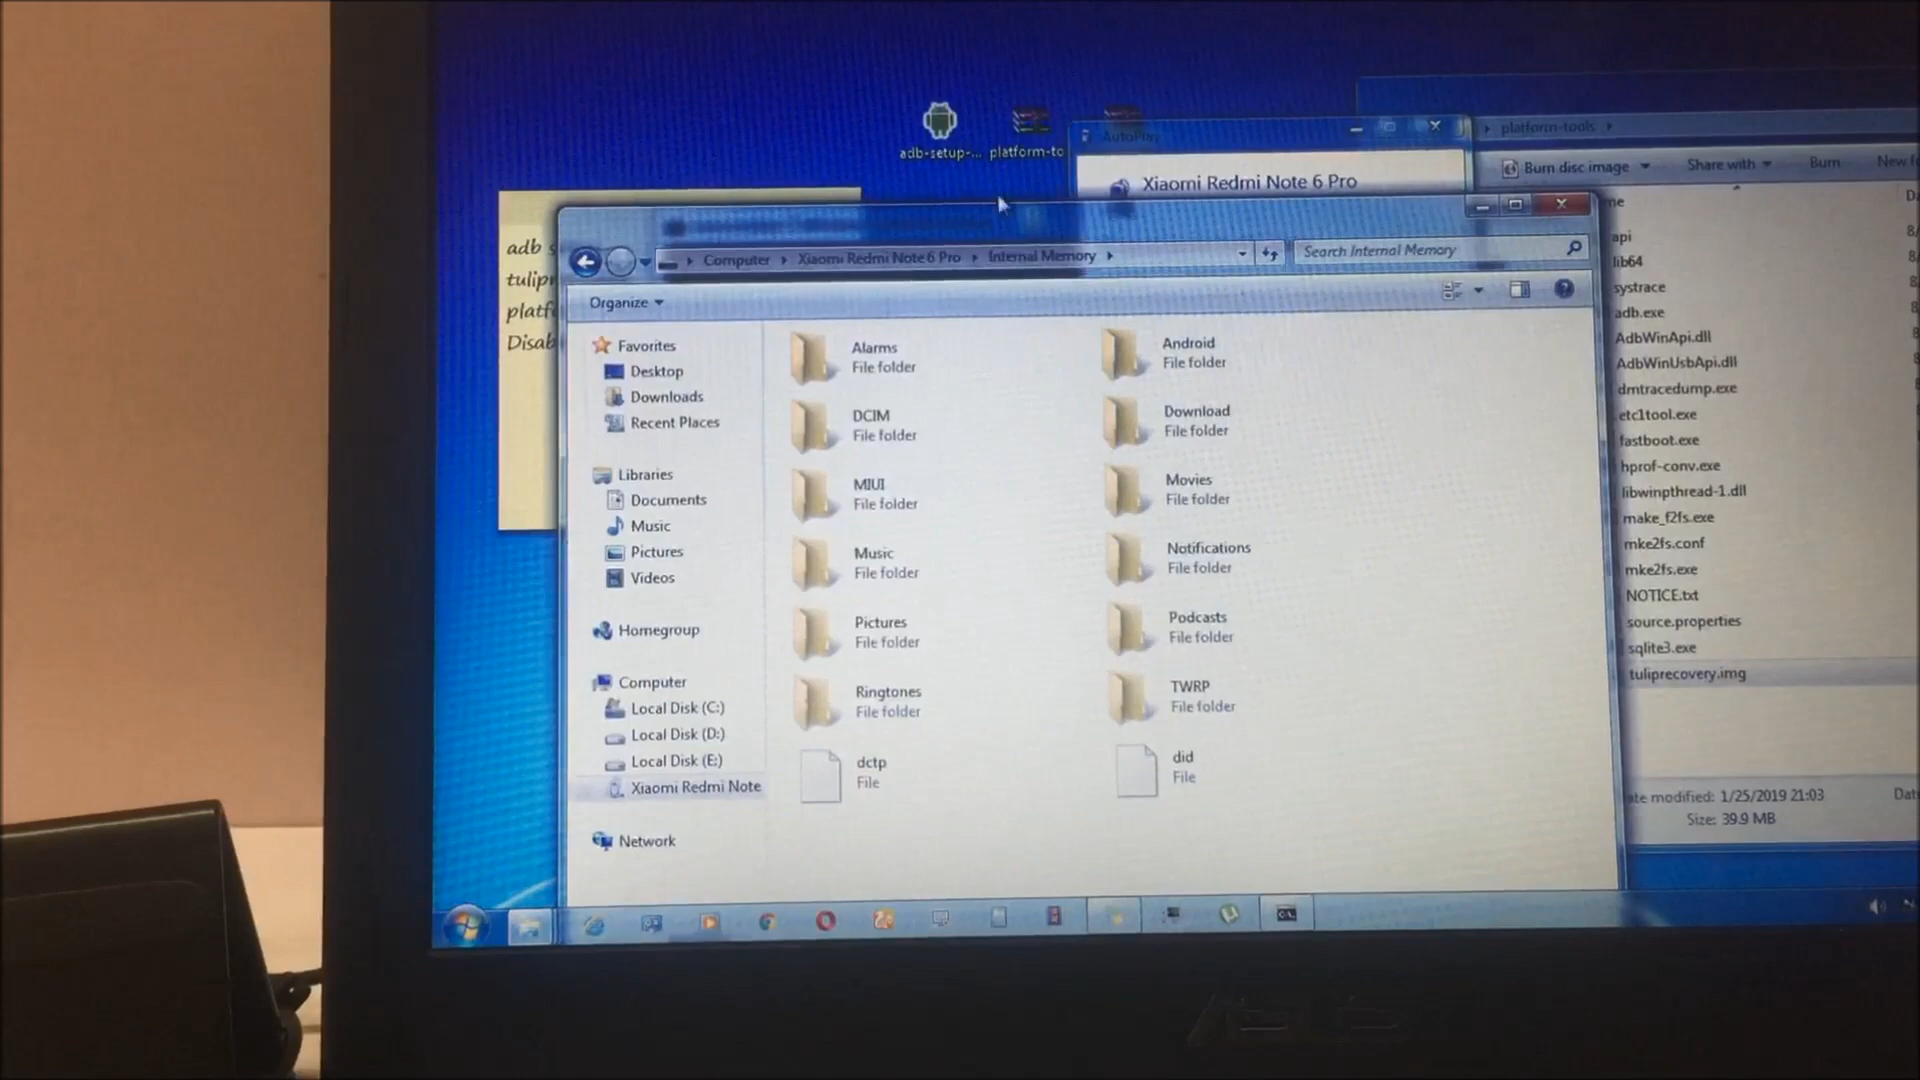 adb-setup-...
platform-to
AutoPlay
Xiaomi Redmi Note 6 Pro
platform-tools
Burn disc image
Share with
Burn
adb
tulip
platf
Disab
Computer
Xiaomi Redmi Note 6 Pro
Internal Memory
Search Internal Memory
Organize
Favorites
Desktop
Downloads
Recent Places
Libraries
Documents
Music
Pictures
Videos
Homegroup
Computer
Local Disk (C:)
Local Disk (D:)
Local Disk (E:)
Xiaomi Redmi Note
Network
Alarms
File folder
Android
File folder
DCIM
File folder
Download
File folder
MIUI
File folder
Movies
File folder
Music
File folder
Notifications
File folder
Pictures
File folder
Podcasts
File folder
Ringtones
File folder
TWRP
File folder
dctp
File
did
File
me
api
lib64
systrace
adb.exe
AdbWinApi.dll
AdbWinUsbApi.dll
dmtracedump.exe
etc1tool.exe
fastboot.exe
hprof-conv.exe
libwinpthread-1.dll
make_f2fs.exe
mke2fs.conf
mke2fs.exe
NOTICE.txt
source.properties
sqlite3.exe
tuliprecovery.img
ate modified: 1/25/2019 21:03
Size: 39.9 MB
ASUS